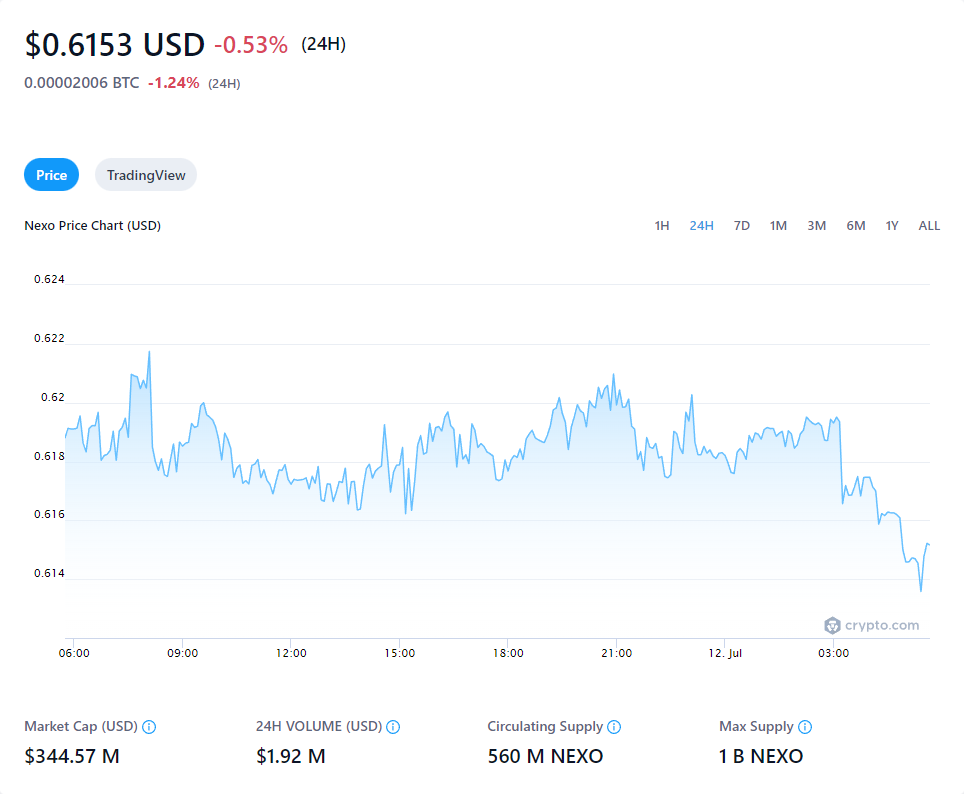 $0.6153 USD -0.53% (24H)
0.00002006 BTC -1.24% (24H)
Price TradingView
Nexo Price Chart (USD) 1H 24H 7D 1M 3M 6M 1Y ALL
0.624
0.622
0.62
0.618
0.616
0.614
crypto.com
06:00 09:00 12:00 15:00 18:00 21:00 12. Jul 03:00
Market Cap (USD) 24H VOLUME (USD) Circulating Supply Max Supply
$344.57 M $1.92 M 560 M NEXO 1 B NEXO